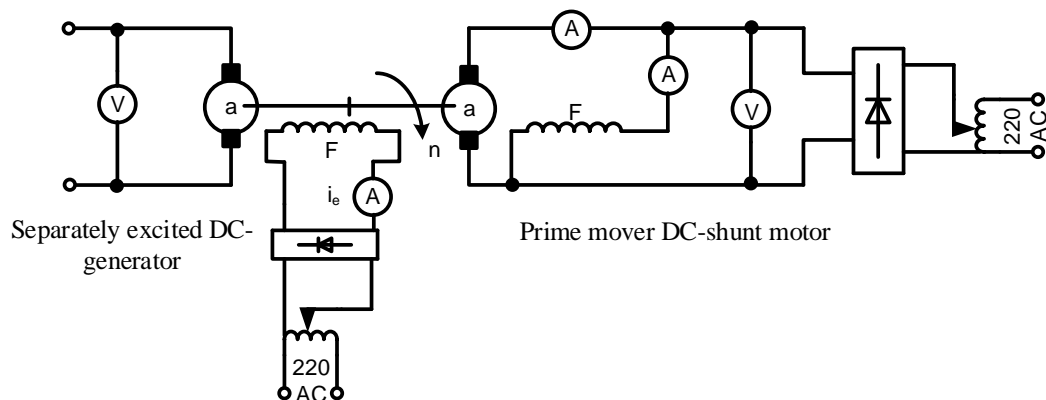 A
A
V
a
a
V
F
F
n
i_e
A
220
AC
Separately excited DC-
generator
Prime mover DC-shunt motor
220
AC